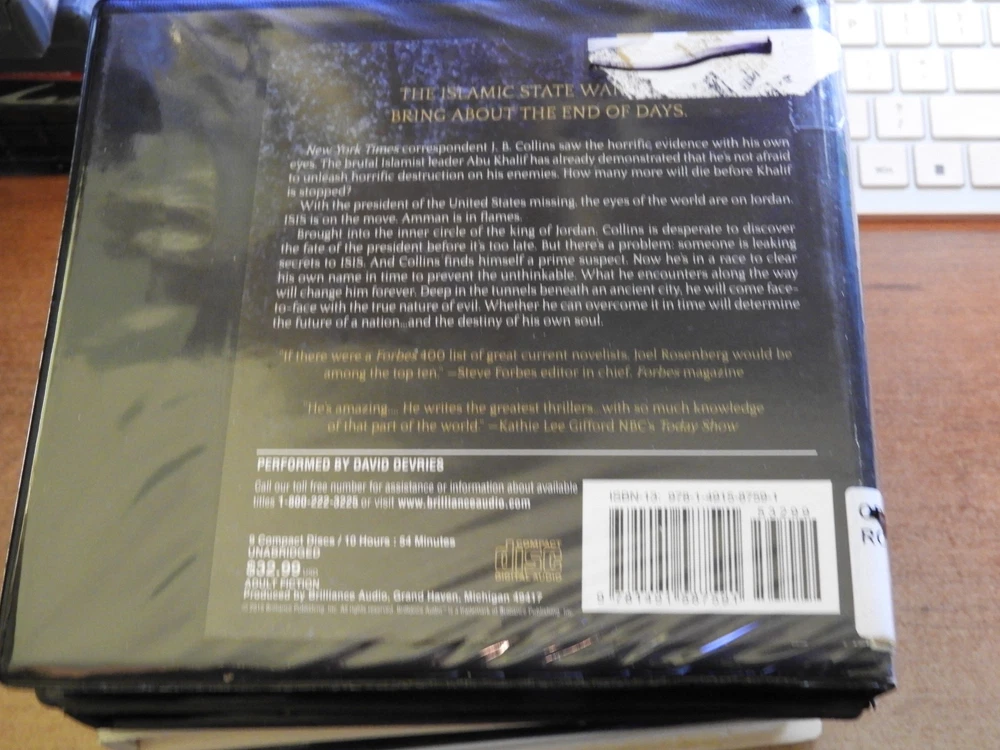 THE ISLAMIC STATE
BRING ABOUT THE END OF DAYS.
New York Times correspondent J. B. Collins saw the horrific evidence with his own
eyes. The brutal Islamist leader Abu Khalif has already demonstrated that he's not afraid
to unleash horrific destruction on his enemies. How many more will die before Khalif
is stopped?
With the president of the United States missing, the eyes of the world are on Jordan.
ISIS is on the move. Amman is in flames.
Brought into the inner circle of the king of Jordan, Collins is desperate to discover
the fate of the president before it's too late. But there's a problem: someone is leaking
secrets to ISIS. And Collins finds himself a prime suspect. Now he's in a race to clear
his own name in time to prevent the unthinkable. What he encounters along the way
will change him forever. Deep in the tunnels beneath an ancient city, he will come face-
to-face with the true nature of evil. Whether he can overcome it in time will determine
the future of a nation...and the destiny of his own soul.
"If there were a Forbes 400 list of great current novelists, Joel Rosenberg would be
among the top ten." —Steve Forbes editor in chief, Forbes magazine
"He's amazing... He writes the greatest thrillers...with so much knowledge
of that part of the world." —Kathie Lee Gifford NBC's Today Show
PERFORMED BY DAVID DEVRIES
Call our toll free number for assistance or information about available
titles 1-800-222-3225 or visit www.brillianceaudio.com
9 Compact Discs / 10 Hours : 54 Minutes
UNABRIDGED
$32.99
ADULT FICTION
Produced by Brilliance Audio, Grand Haven, Michigan 49417
COMPACT
disc
DIGITAL AUDIO
ISBN-13:
53299
RO